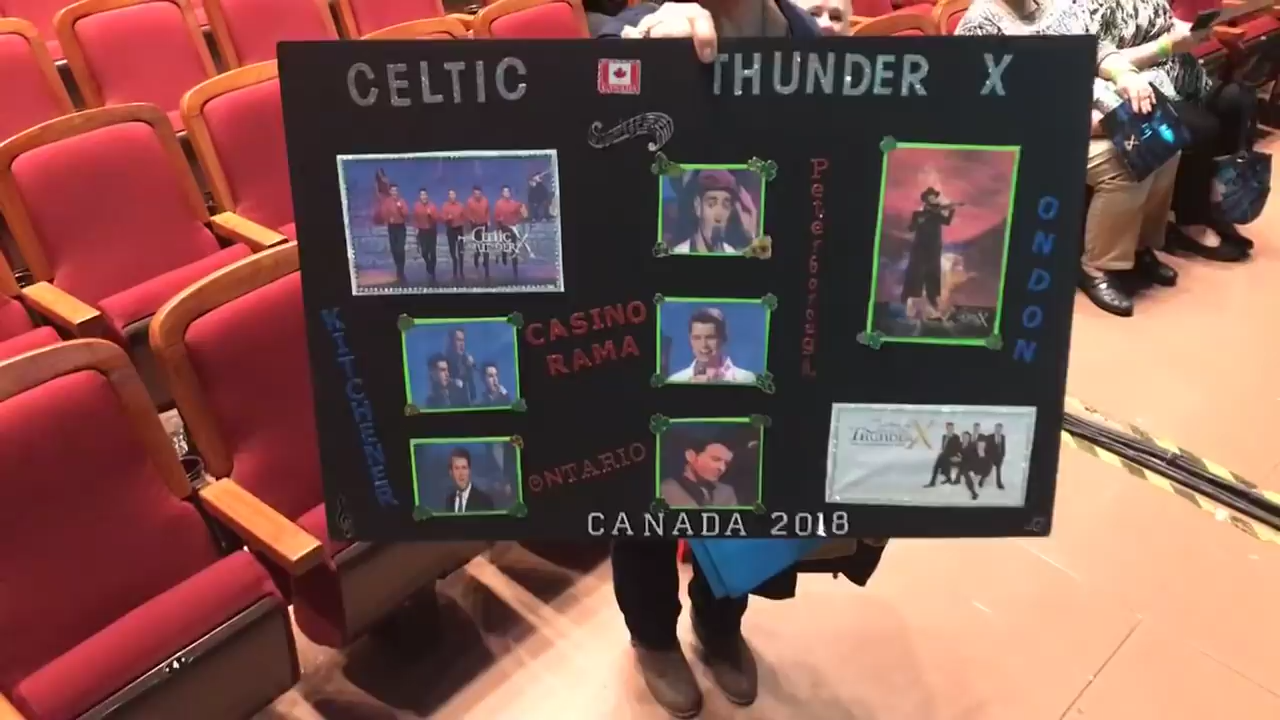 CELTIC THUNDER X
Celtic
THUNDER X
Peterborough
ONDON
KITCHENER
CASINO
RAMA
THUNDER X
ONTARIO
CANADA 2018